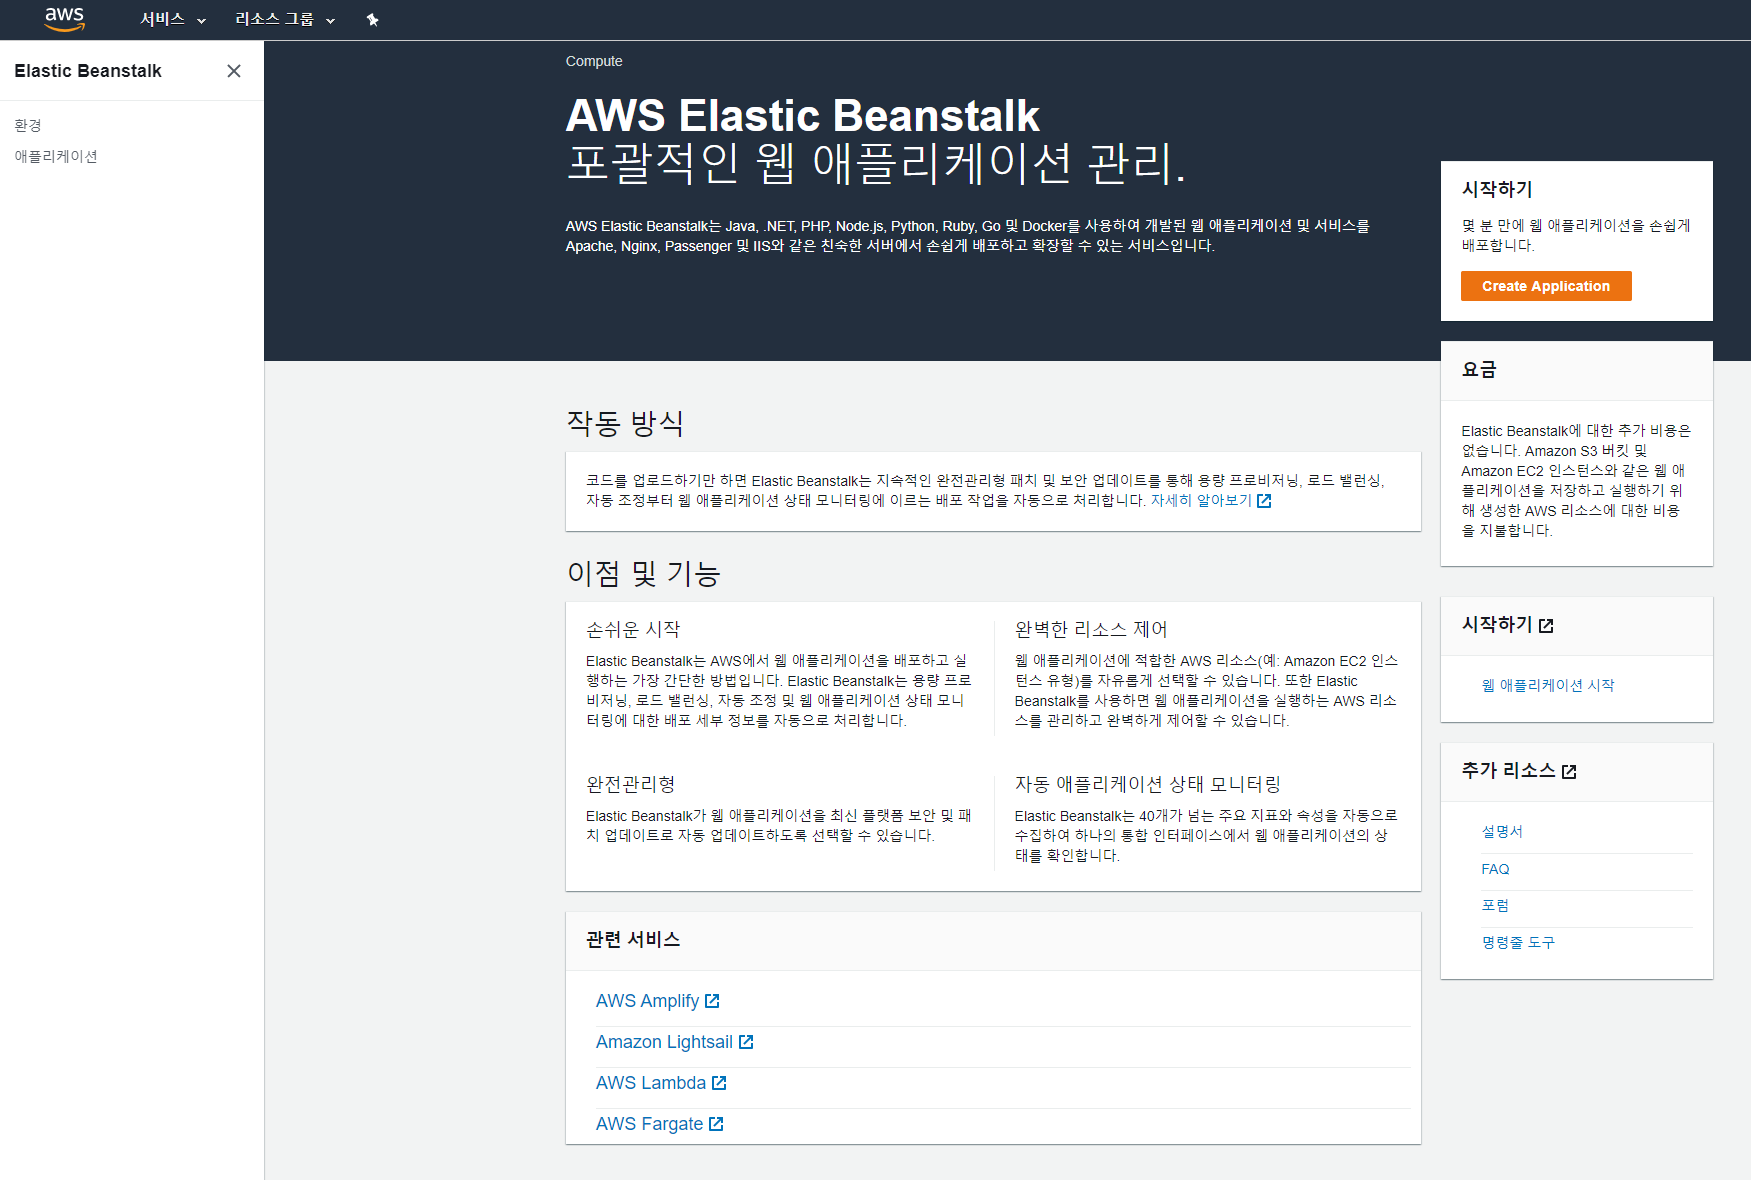 aws
서비스
리소스 그룹
Elastic Beanstalk
환경
애플리케이션
Compute
AWS Elastic Beanstalk
포괄적인 웹 애플리케이션 관리.
AWS Elastic Beanstalk는 Java, .NET, PHP, Node.js, Python, Ruby, Go 및 Docker를 사용하여 개발된 웹 애플리케이션 및 서비스를
Apache, Nginx, Passenger 및 IIS와 같은 친숙한 서버에서 손쉽게 배포하고 확장할 수 있는 서비스입니다.
작동 방식
코드를 업로드하기만 하면 Elastic Beanstalk는 지속적인 완전관리형 패치 및 보안 업데이트를 통해 용량 프로비저닝, 로드 밸런싱,
자동 조정부터 웹 애플리케이션 상태 모니터링에 이르는 배포 작업을 자동으로 처리합니다. 자세히 알아보기
이점 및 기능
손쉬운 시작
Elastic Beanstalk는 AWS에서 웹 애플리케이션을 배포하고 실
행하는 가장 간단한 방법입니다. Elastic Beanstalk는 용량 프로
비저닝, 로드 밸런싱, 자동 조정 및 웹 애플리케이션 상태 모니
터링에 대한 배포 세부 정보를 자동으로 처리합니다.
완벽한 리소스 제어
웹 애플리케이션에 적합한 AWS 리소스(예: Amazon EC2 인스
턴스 유형)를 자유롭게 선택할 수 있습니다. 또한 Elastic
Beanstalk를 사용하면 웹 애플리케이션을 실행하는 AWS 리소
스를 관리하고 완벽하게 제어할 수 있습니다.
완전관리형
Elastic Beanstalk가 웹 애플리케이션을 최신 플랫폼 보안 및 패
치 업데이트로 자동 업데이트하도록 선택할 수 있습니다.
자동 애플리케이션 상태 모니터링
Elastic Beanstalk는 40개가 넘는 주요 지표와 속성을 자동으로
수집하여 하나의 통합 인터페이스에서 웹 애플리케이션의 상
태를 확인합니다.
관련 서비스
AWS Amplify
Amazon Lightsail
AWS Lambda
AWS Fargate
시작하기
몇 분 만에 웹 애플리케이션을 손쉽게
배포합니다.
Create Application
요금
Elastic Beanstalk에 대한 추가 비용은
없습니다. Amazon S3 버킷 및
Amazon EC2 인스턴스와 같은 웹 애
플리케이션을 저장하고 실행하기 위
해 생성한 AWS 리소스에 대한 비용
을 지불합니다.
시작하기
웹 애플리케이션 시작
추가 리소스
설명서
FAQ
포럼
명령줄 도구